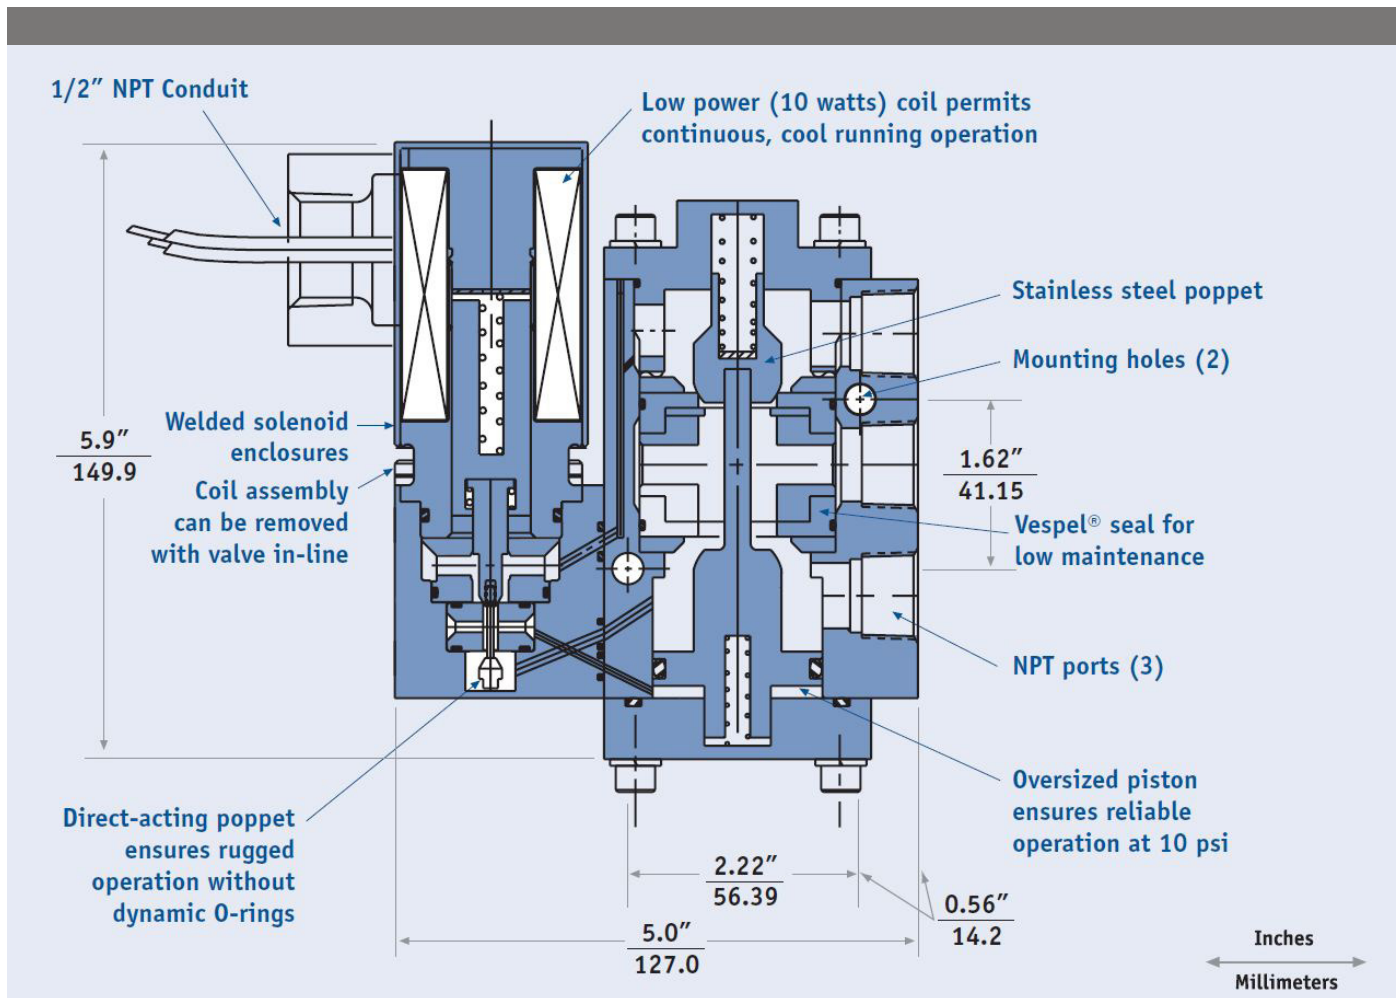 1/2" NPT Conduit
Low power (10 watts) coil permits
continuous, cool running operation
Stainless steel poppet
Mounting holes (2)
Welded solenoid
enclosures
5.9"
149.9
Coil assembly
can be removed
with valve in-line
1.62"
41.15
Vespel® seal for
low maintenance
NPT ports (3)
Oversized piston
ensures reliable
operation at 10 psi
Direct-acting poppet
ensures rugged
operation without
dynamic O-rings
2.22"
56.39
0.56"
14.2
5.0"
127.0
Inches
Millimeters